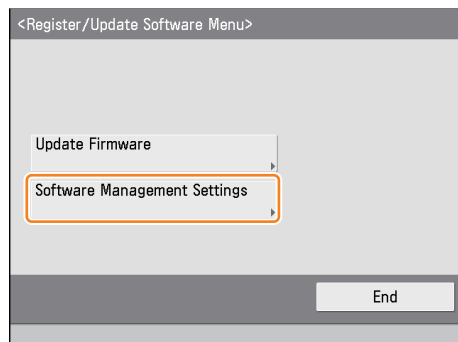 <Register/Update Software Menu>
Update Firmware
Software Management Settings
End